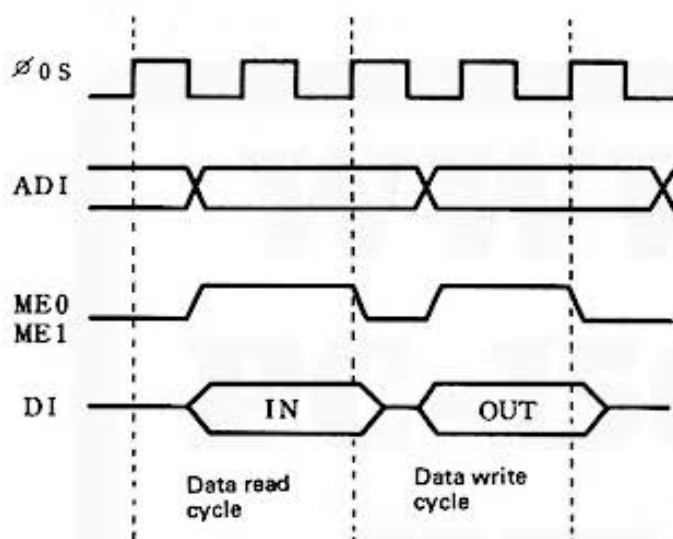 Ø0S
ADI
ME0
ME1
DI
IN
OUT
Data read
cycle
Data write
cycle